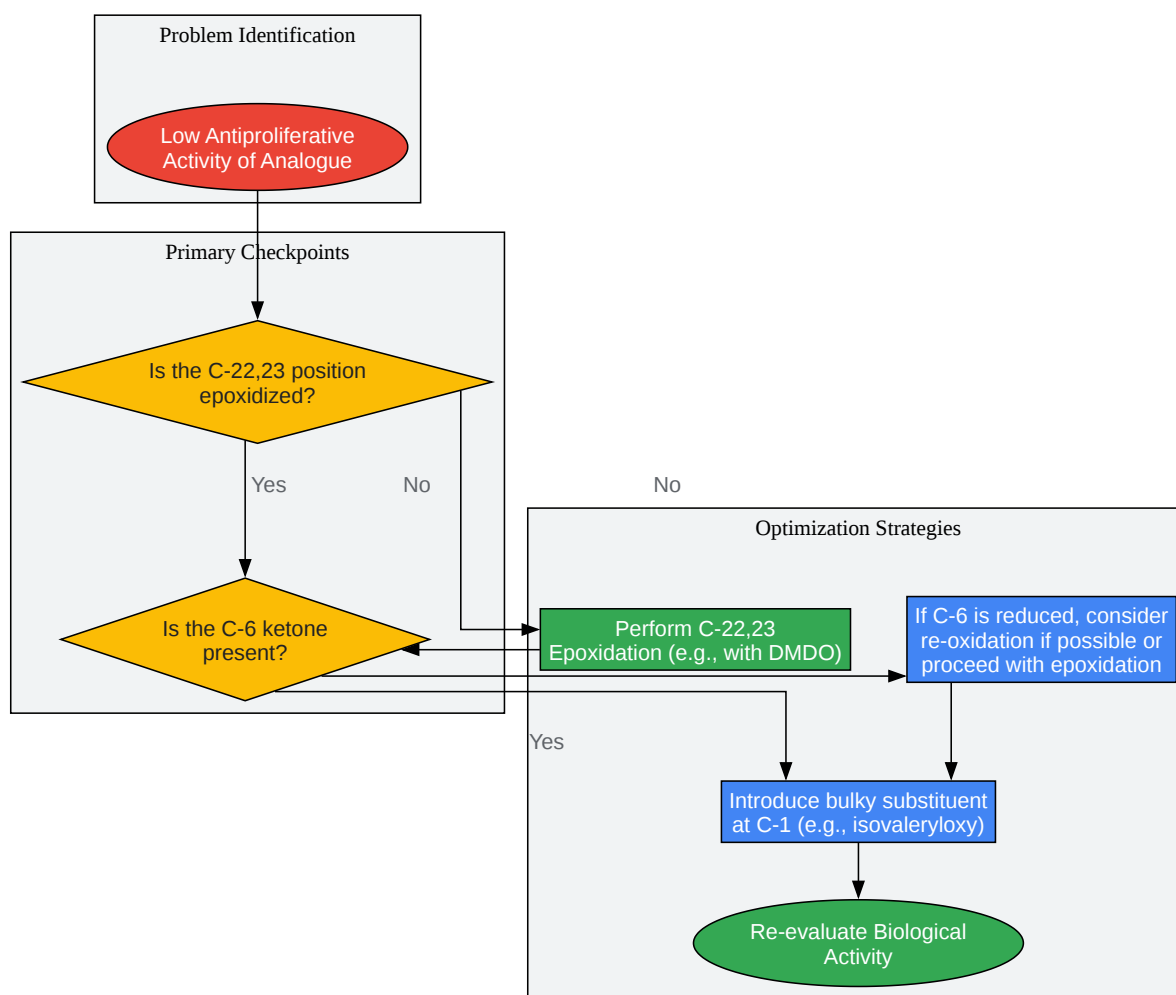 Problem Identification
Low Antiproliferative
Activity of Analogue
Primary Checkpoints
Is the C-22,23 position
epoxidized?
Yes
No
No
Optimization Strategies
Is the C-6 ketone
present?
Perform C-22,23
Epoxidation (e.g., with DMDO)
If C-6 is reduced, consider
re-oxidation if possible or
proceed with epoxidation
Yes
Introduce bulky substituent
at C-1 (e.g., isovaleryloxy)
Re-evaluate Biological
Activity